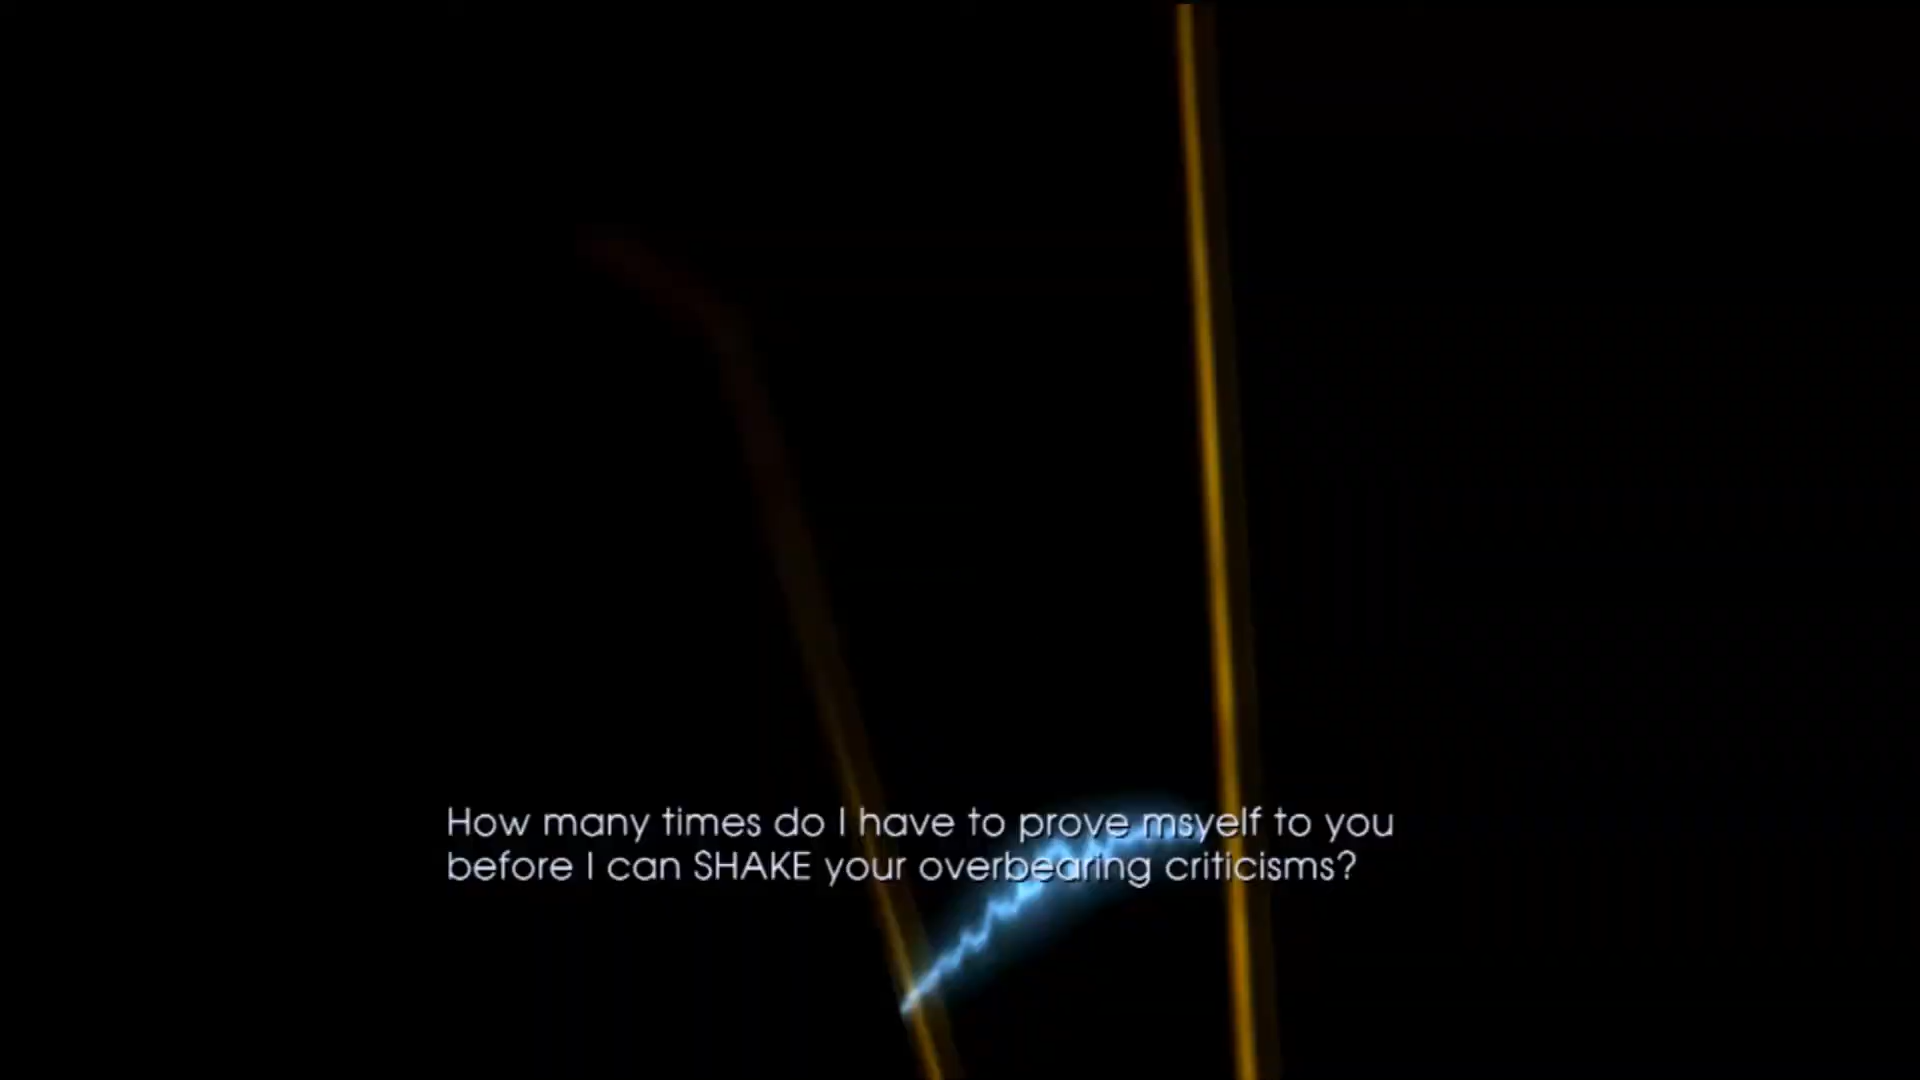 How many times do I have to prove msyelf to you
before I can SHAKE your overbearing criticisms?